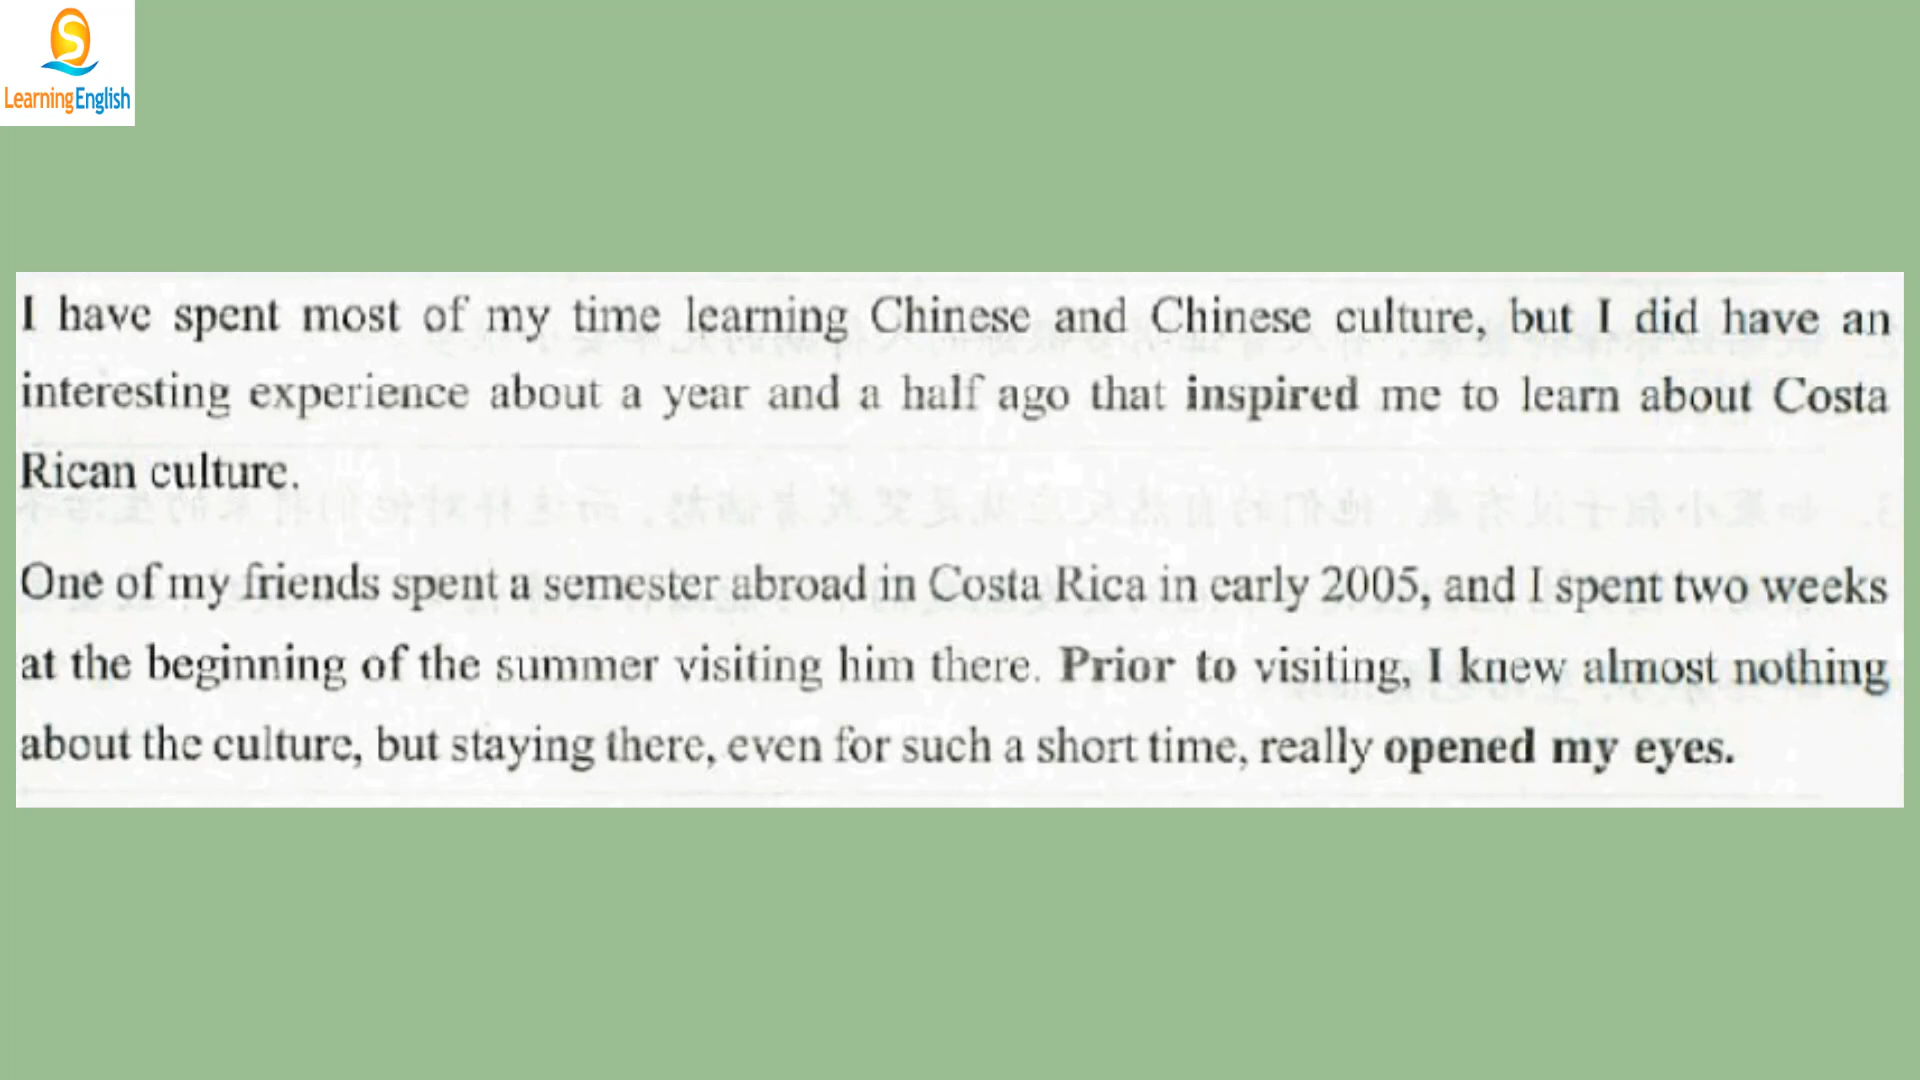 LearningEnglish
I have spent most of my time learning Chinese and Chinese culture, but I did have an
interesting experience about a year and a half ago that inspired me to learn about Costa
Rican culture.
One of my friends spent a semester abroad in Costa Rica in early 2005, and I spent two weeks
at the beginning of the summer visiting him there. Prior to visiting, I knew almost nothing
about the culture, but staying there, even for such a short time, really opened my eyes.